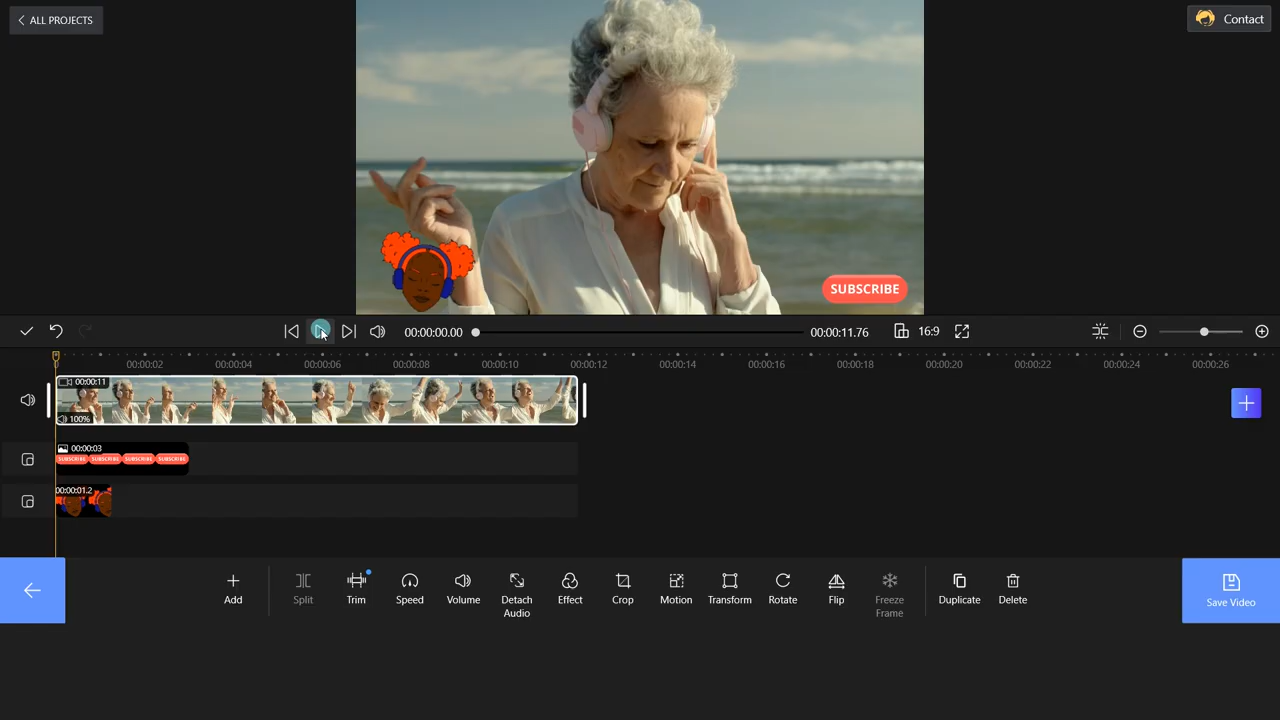 ALL PROJECTS
Contact
SUBSCRIBE
00:00:00.00
00:00:11.76
16:9
00:00:02
00:00:04
00:00:06
00:00:08
00:00:10
00:00:12
00:00:14
00:00:16
00:00:18
00:00:20
00:00:22
00:00:24
00:00:26
00:00:11
100%
00:00:03
SUBSCRIBE SUBSCRIBE SUBSCRIBE SUBSCRIBE
00:00:01.2
Add
Split
Trim
Speed
Volume
Detach
Audio
Effect
Crop
Motion
Transform
Rotate
Flip
Freeze
Frame
Duplicate
Delete
Save Video